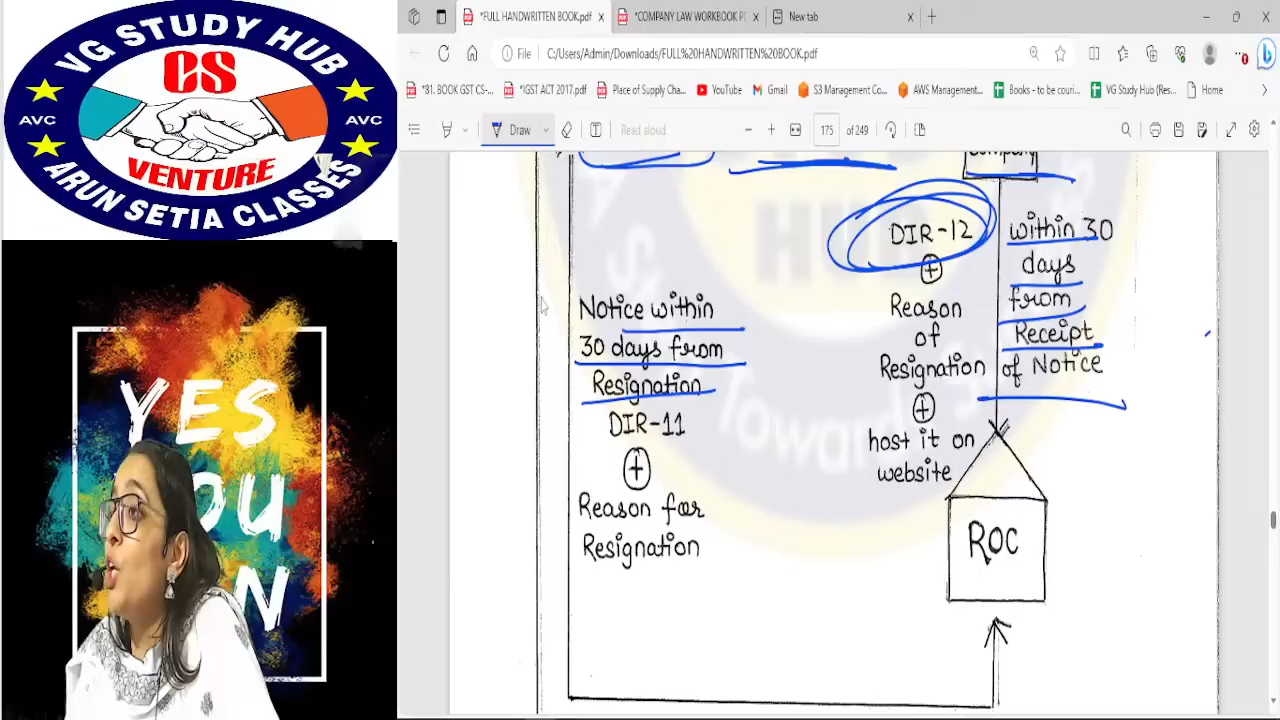 VG STUDY HUB
CS
AVC
AVC
VENTURE
ARUN SETIA CLASSES
YES
YOU
N
*FULL HANDWRITTEN BOOK.pdf
New tab
File
C:/Users/Admin/Downloads/FULL%20HANDWRITTEN%20BOOK.pdf
*81. BOOK GST CS-...
*IGST ACT 2017.pdf
Place of Supply Cha...
YouTube
Gmail
S3 Management Co...
AWS Management...
Books - to be couri...
VG Study Hub (Res...
Home
Draw
Read aloud
175
of 249
Company
DIR-12
Reason
of
Resignation
host it on
website
within 30
days
from
Receipt
of Notice
Notice within
30 days from
Resignation
DIR-11
Reason for
Resignation
ROC